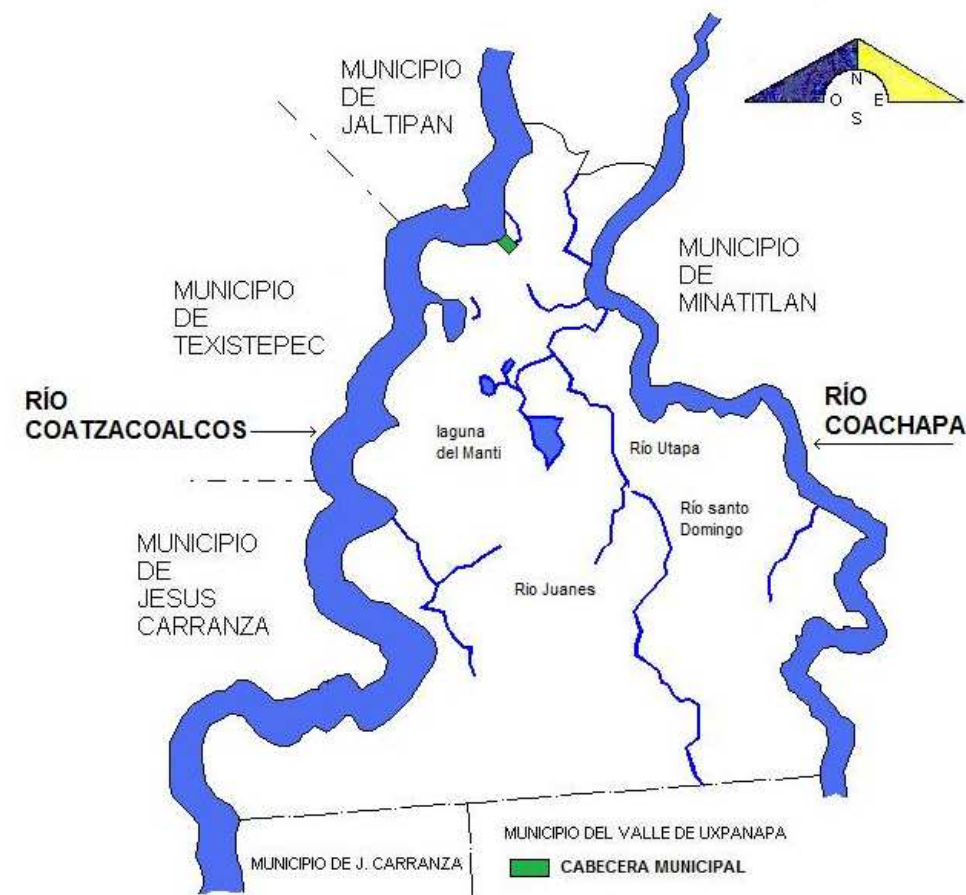 MUNICIPIO
DE
JALTIPAN
N
O E
S
MUNICIPIO
DE
MINATITLAN
MUNICIPIO
DE
TEXISTEPEC
RÍO
COATZACOALCOS
RÍO
COACHAPA
laguna
del Manti
Río Utapa
Río santo
Domingo
MUNICIPIO
DE
JESUS
CARRANZA
Rio Juanes
MUNICIPIO DE J. CARRANZA
MUNICIPIO DEL VALLE DE UXPANAPA
CABECERA MUNICIPAL